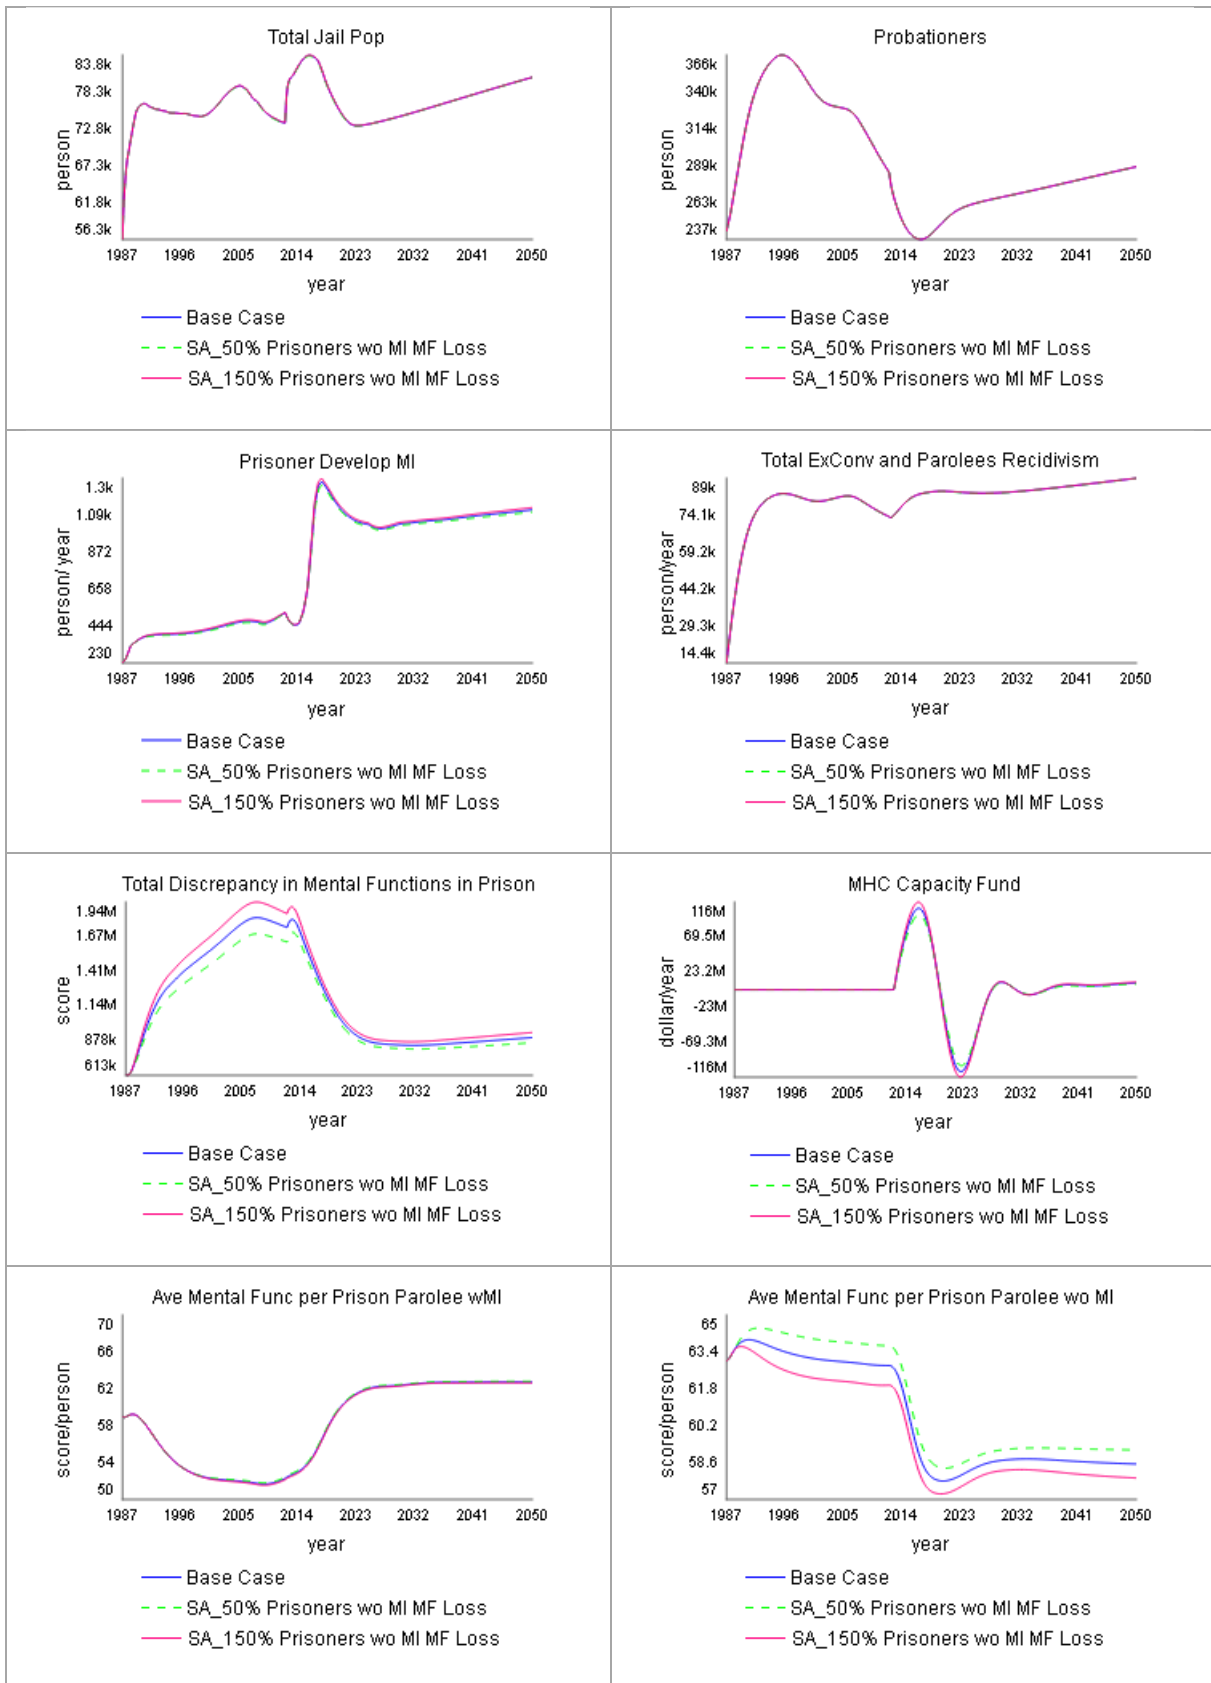 Total Jail Pop
83.8k
78.3k
72.8k
67.3k
61.8k
56.3k
person
1987 1996 2005 2014 2023 2032 2041 2050
year
Base Case
SA_50% Prisoners wo MI MF Loss
SA_150% Prisoners wo MI MF Loss
Probationers
366k
340k
314k
289k
263k
237k
person
1987 1996 2005 2014 2023 2032 2041 2050
year
Base Case
SA_50% Prisoners wo MI MF Loss
SA_150% Prisoners wo MI MF Loss
Prisoner Develop MI
1.3k
1.09k
872
658
444
230
person/ year
1987 1996 2005 2014 2023 2032 2041 2050
year
Base Case
SA_50% Prisoners wo MI MF Loss
SA_150% Prisoners wo MI MF Loss
Total ExConv and Parolees Recidivism
89k
74.1k
59.2k
44.2k
29.3k
14.4k
person/year
1987 1996 2005 2014 2023 2032 2041 2050
year
Base Case
SA_50% Prisoners wo MI MF Loss
SA_150% Prisoners wo MI MF Loss
Total Discrepancy in Mental Functions in Prison
1.94M
1.67M
1.41M
1.14M
878k
613k
score
1987 1996 2005 2014 2023 2032 2041 2050
year
Base Case
SA_50% Prisoners wo MI MF Loss
SA_150% Prisoners wo MI MF Loss
MHC Capacity Fund
116M
69.5M
23.2M
-23M
-69.3M
-116M
dollar/year
1987 1996 2005 2014 2023 2032 2041 2050
year
Base Case
SA_50% Prisoners wo MI MF Loss
SA_150% Prisoners wo MI MF Loss
Ave Mental Func per Prison Parolee wMI
70
66
62
58
54
50
score/person
1987 1996 2005 2014 2023 2032 2041 2050
year
Base Case
SA_50% Prisoners wo MI MF Loss
SA_150% Prisoners wo MI MF Loss
Ave Mental Func per Prison Parolee wo MI
65
63.4
61.8
60.2
58.6
57
score/person
1987 1996 2005 2014 2023 2032 2041 2050
year
Base Case
SA_50% Prisoners wo MI MF Loss
SA_150% Prisoners wo MI MF Loss